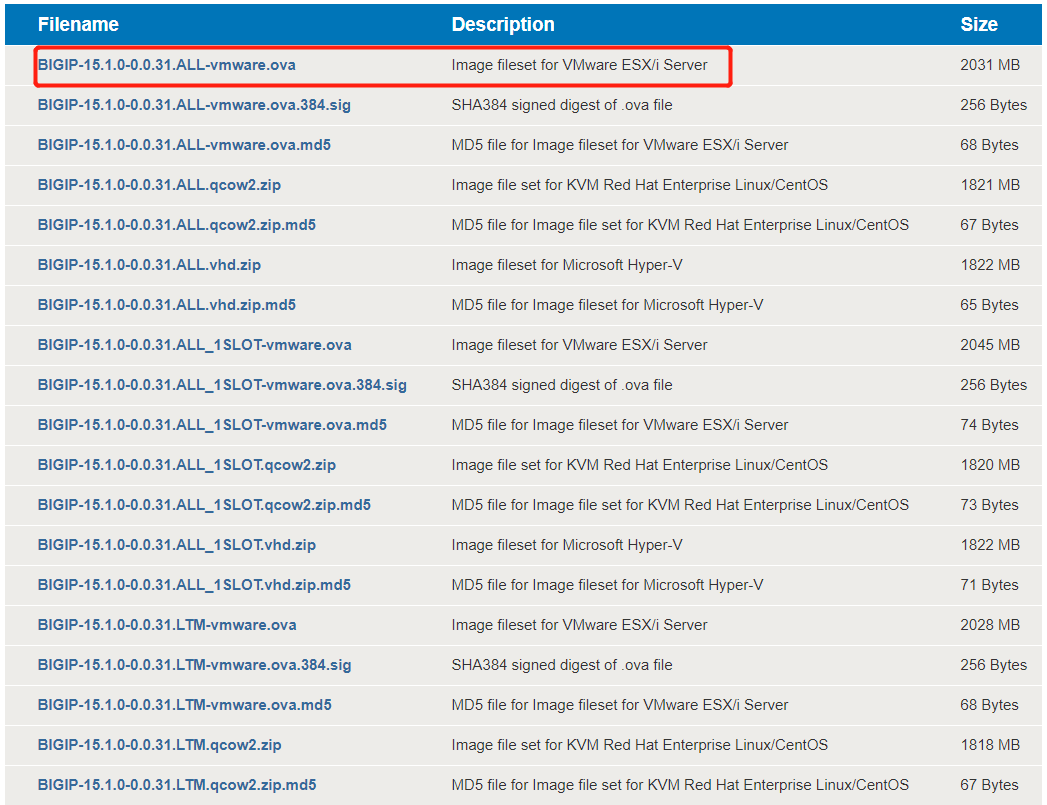 Filename Description Size
BIGIP-15.1.0-0.0.31.ALL-vmware.ova Image fileset for VMware ESX/i Server 2031 MB
BIGIP-15.1.0-0.0.31.ALL-vmware.ova.384.sig SHA384 signed digest of .ova file 256 Bytes
BIGIP-15.1.0-0.0.31.ALL-vmware.ova.md5 MD5 file for Image fileset for VMware ESX/i Server 68 Bytes
BIGIP-15.1.0-0.0.31.ALL.qcow2.zip Image file set for KVM Red Hat Enterprise Linux/CentOS 1821 MB
BIGIP-15.1.0-0.0.31.ALL.qcow2.zip.md5 MD5 file for Image file set for KVM Red Hat Enterprise Linux/CentOS 67 Bytes
BIGIP-15.1.0-0.0.31.ALL.vhd.zip Image fileset for Microsoft Hyper-V 1822 MB
BIGIP-15.1.0-0.0.31.ALL.vhd.zip.md5 MD5 file for Image fileset for Microsoft Hyper-V 65 Bytes
BIGIP-15.1.0-0.0.31.ALL_1SLOT-vmware.ova Image fileset for VMware ESX/i Server 2045 MB
BIGIP-15.1.0-0.0.31.ALL_1SLOT-vmware.ova.384.sig SHA384 signed digest of .ova file 256 Bytes
BIGIP-15.1.0-0.0.31.ALL_1SLOT-vmware.ova.md5 MD5 file for Image fileset for VMware ESX/i Server 74 Bytes
BIGIP-15.1.0-0.0.31.ALL_1SLOT.qcow2.zip Image file set for KVM Red Hat Enterprise Linux/CentOS 1820 MB
BIGIP-15.1.0-0.0.31.ALL_1SLOT.qcow2.zip.md5 MD5 file for Image file set for KVM Red Hat Enterprise Linux/CentOS 73 Bytes
BIGIP-15.1.0-0.0.31.ALL_1SLOT.vhd.zip Image fileset for Microsoft Hyper-V 1822 MB
BIGIP-15.1.0-0.0.31.ALL_1SLOT.vhd.zip.md5 MD5 file for Image fileset for Microsoft Hyper-V 71 Bytes
BIGIP-15.1.0-0.0.31.LTM-vmware.ova Image fileset for VMware ESX/i Server 2028 MB
BIGIP-15.1.0-0.0.31.LTM-vmware.ova.384.sig SHA384 signed digest of .ova file 256 Bytes
BIGIP-15.1.0-0.0.31.LTM-vmware.ova.md5 MD5 file for Image fileset for VMware ESX/i Server 68 Bytes
BIGIP-15.1.0-0.0.31.LTM.qcow2.zip Image file set for KVM Red Hat Enterprise Linux/CentOS 1818 MB
BIGIP-15.1.0-0.0.31.LTM.qcow2.zip.md5 MD5 file for Image file set for KVM Red Hat Enterprise Linux/CentOS 67 Bytes